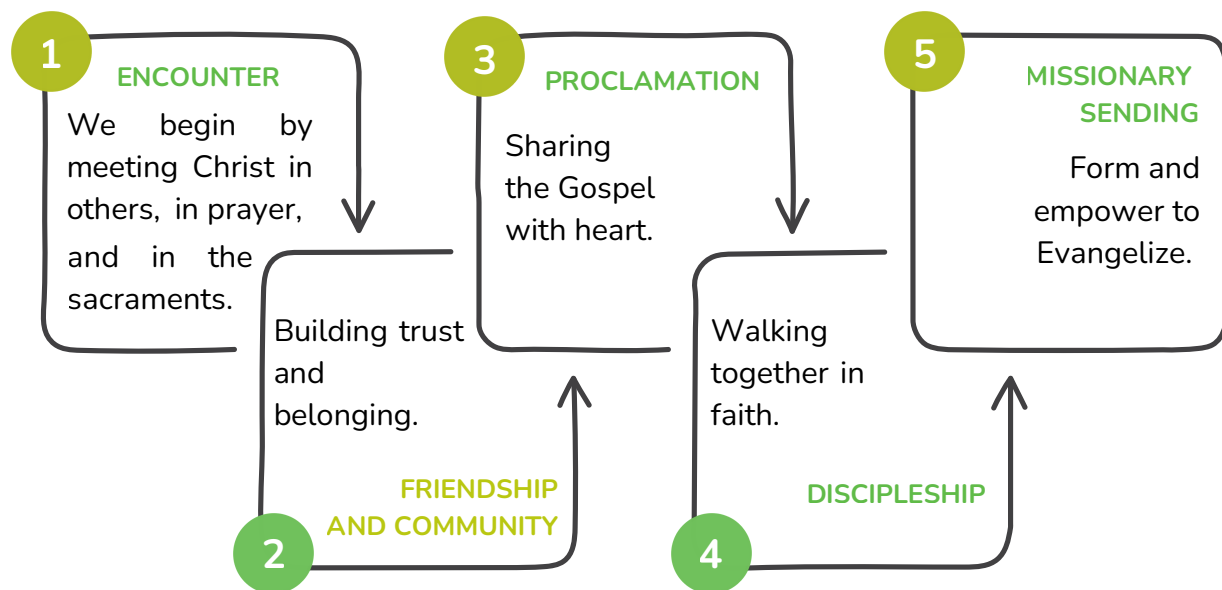 1
ENCOUNTER
We begin by
meeting Christ in
others, in prayer,
and in the
sacraments.
2
Building trust
and
belonging.
FRIENDSHIP
AND COMMUNITY
3
PROCLAMATION
Sharing
the Gospel
with heart.
4
Walking
together in
faith.
DISCIPLESHIP
5
MISSIONARY
SENDING
Form and
empower to
Evangelize.